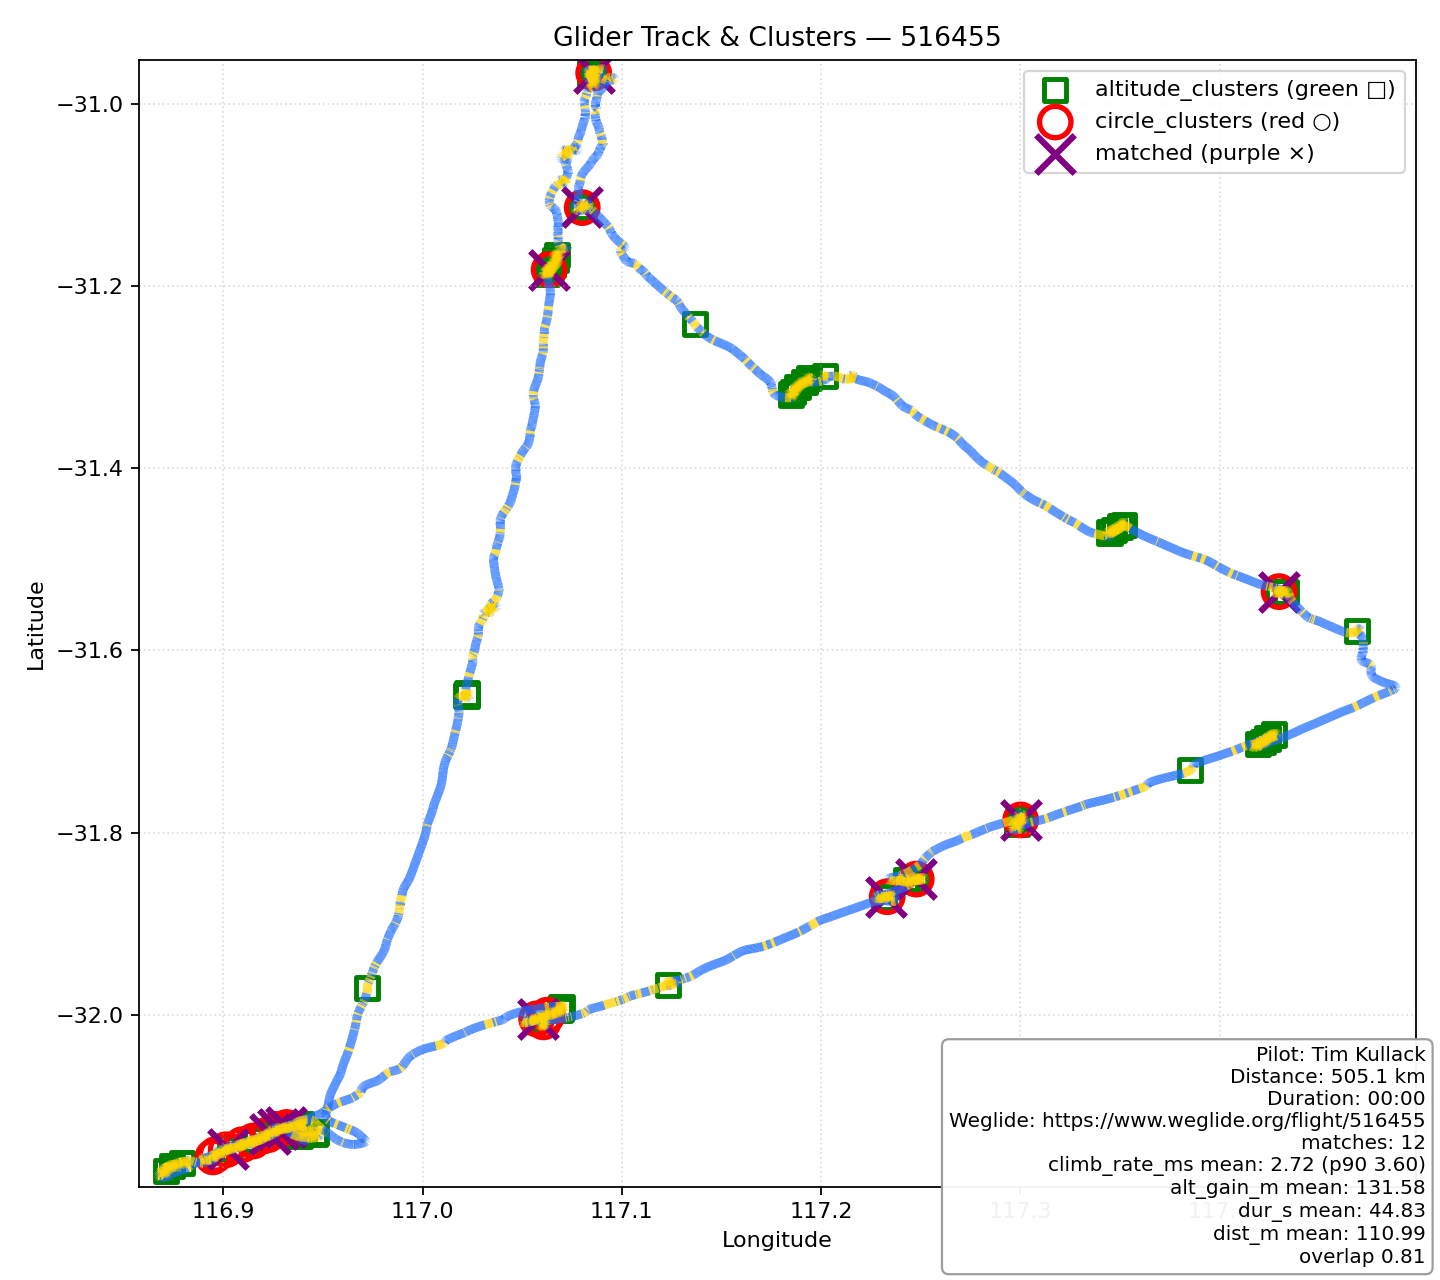 Glider Track & Clusters — 516455
altitude_clusters (green □)
circle_clusters (red ○)
matched (purple ×)
Latitude
−31.0
−31.2
−31.4
−31.6
−31.8
−32.0
116.9
117.0
117.1
117.2
117.3
Longitude
Pilot: Tim Kullack
Distance: 505.1 km
Duration: 00:00
Weglide: https://www.weglide.org/flight/516455
matches: 12
climb_rate_ms mean: 2.72 (p90 3.60)
alt_gain_m mean: 131.58
dur_s mean: 44.83
dist_m mean: 110.99
overlap 0.81